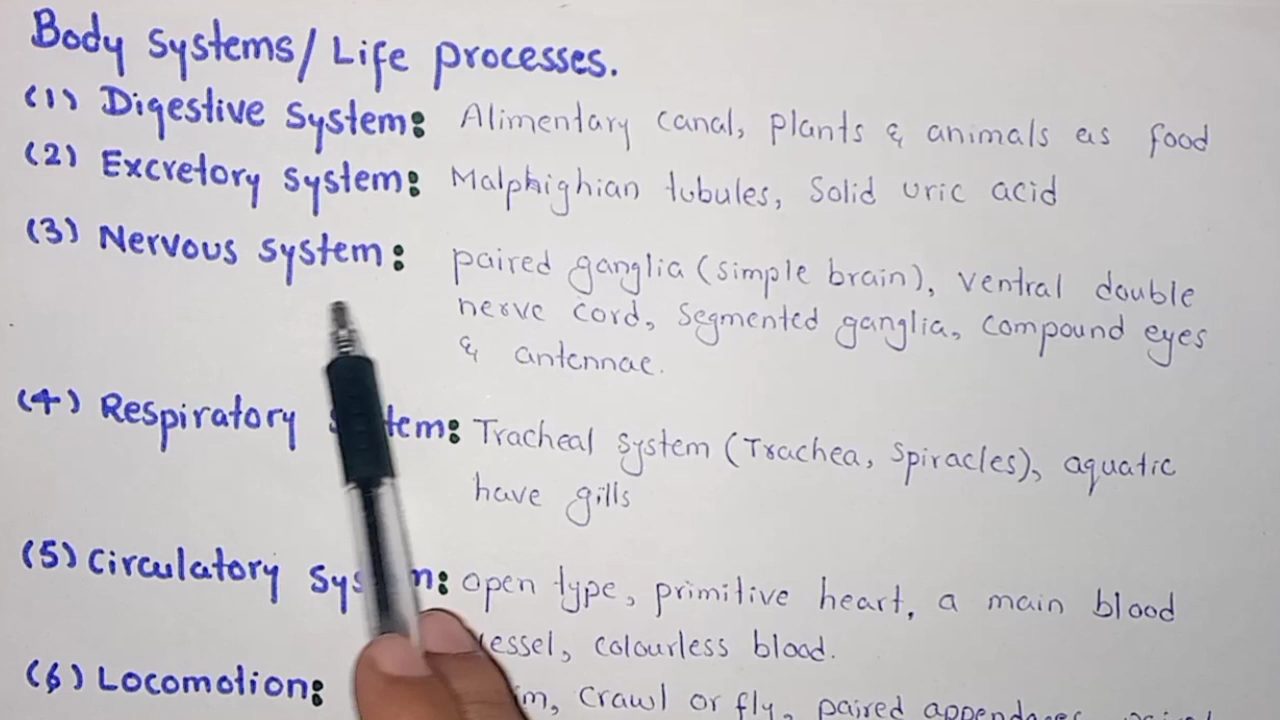 Body Systems/Life processes.
(1) Digestive System: Alimentary canal, plants & animals as food
(2) Excretory System: Malphighian tubules, Solid uric acid
(3) Nervous System: paired ganglia (simple brain), ventral double
nerve cord, Segmented ganglia, compound eyes
& antennae.
(4) Respiratory Tracheal System (Trachea, Spiracles), aquatic
have gills
(5) Circulatory open type, primitive heart, a main blood
colourless blood.
(6) Locomotion: crawl or fly, paired